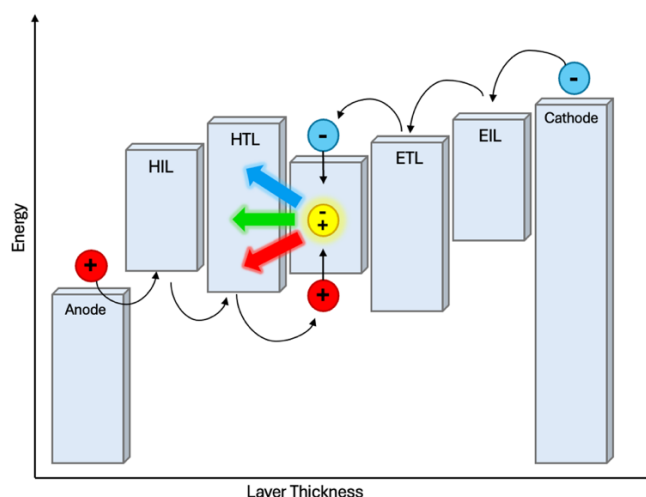 Energy
Anode
HIL
HTL
ETL
EIL
Cathode
+
-
-
+
+
-
-
Layer Thickness